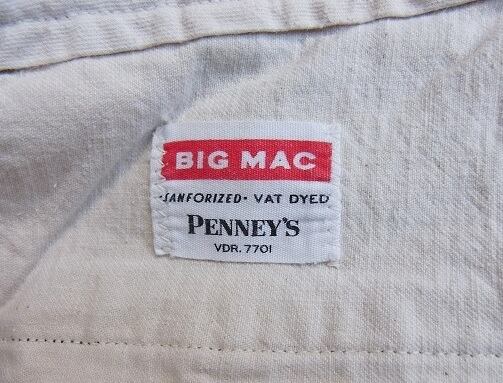 BIG MAC
·SANFORIZED· VAT DYED
PENNEY'S
VDR. 7701